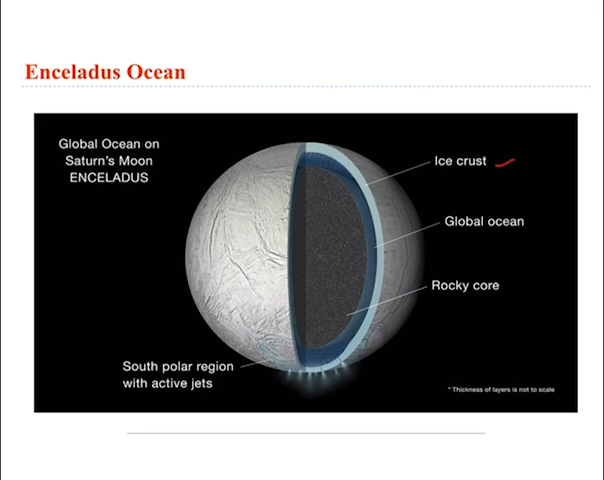 Enceladus Ocean
Global Ocean on
Saturn's Moon
ENCELADUS
Ice crust
Global ocean
Rocky core
South polar region
with active jets
* Thickness of layers is not to scale